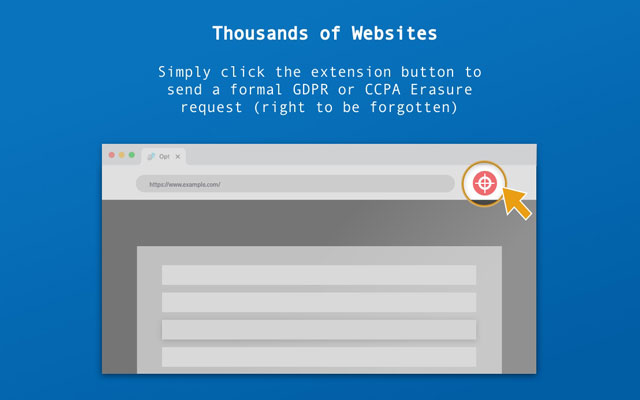 Thousands of Websites
Simply click the extension button to
send a formal GDPR or CCPA Erasure
request (right to be forgotten)
Opt
https://www.example.com/